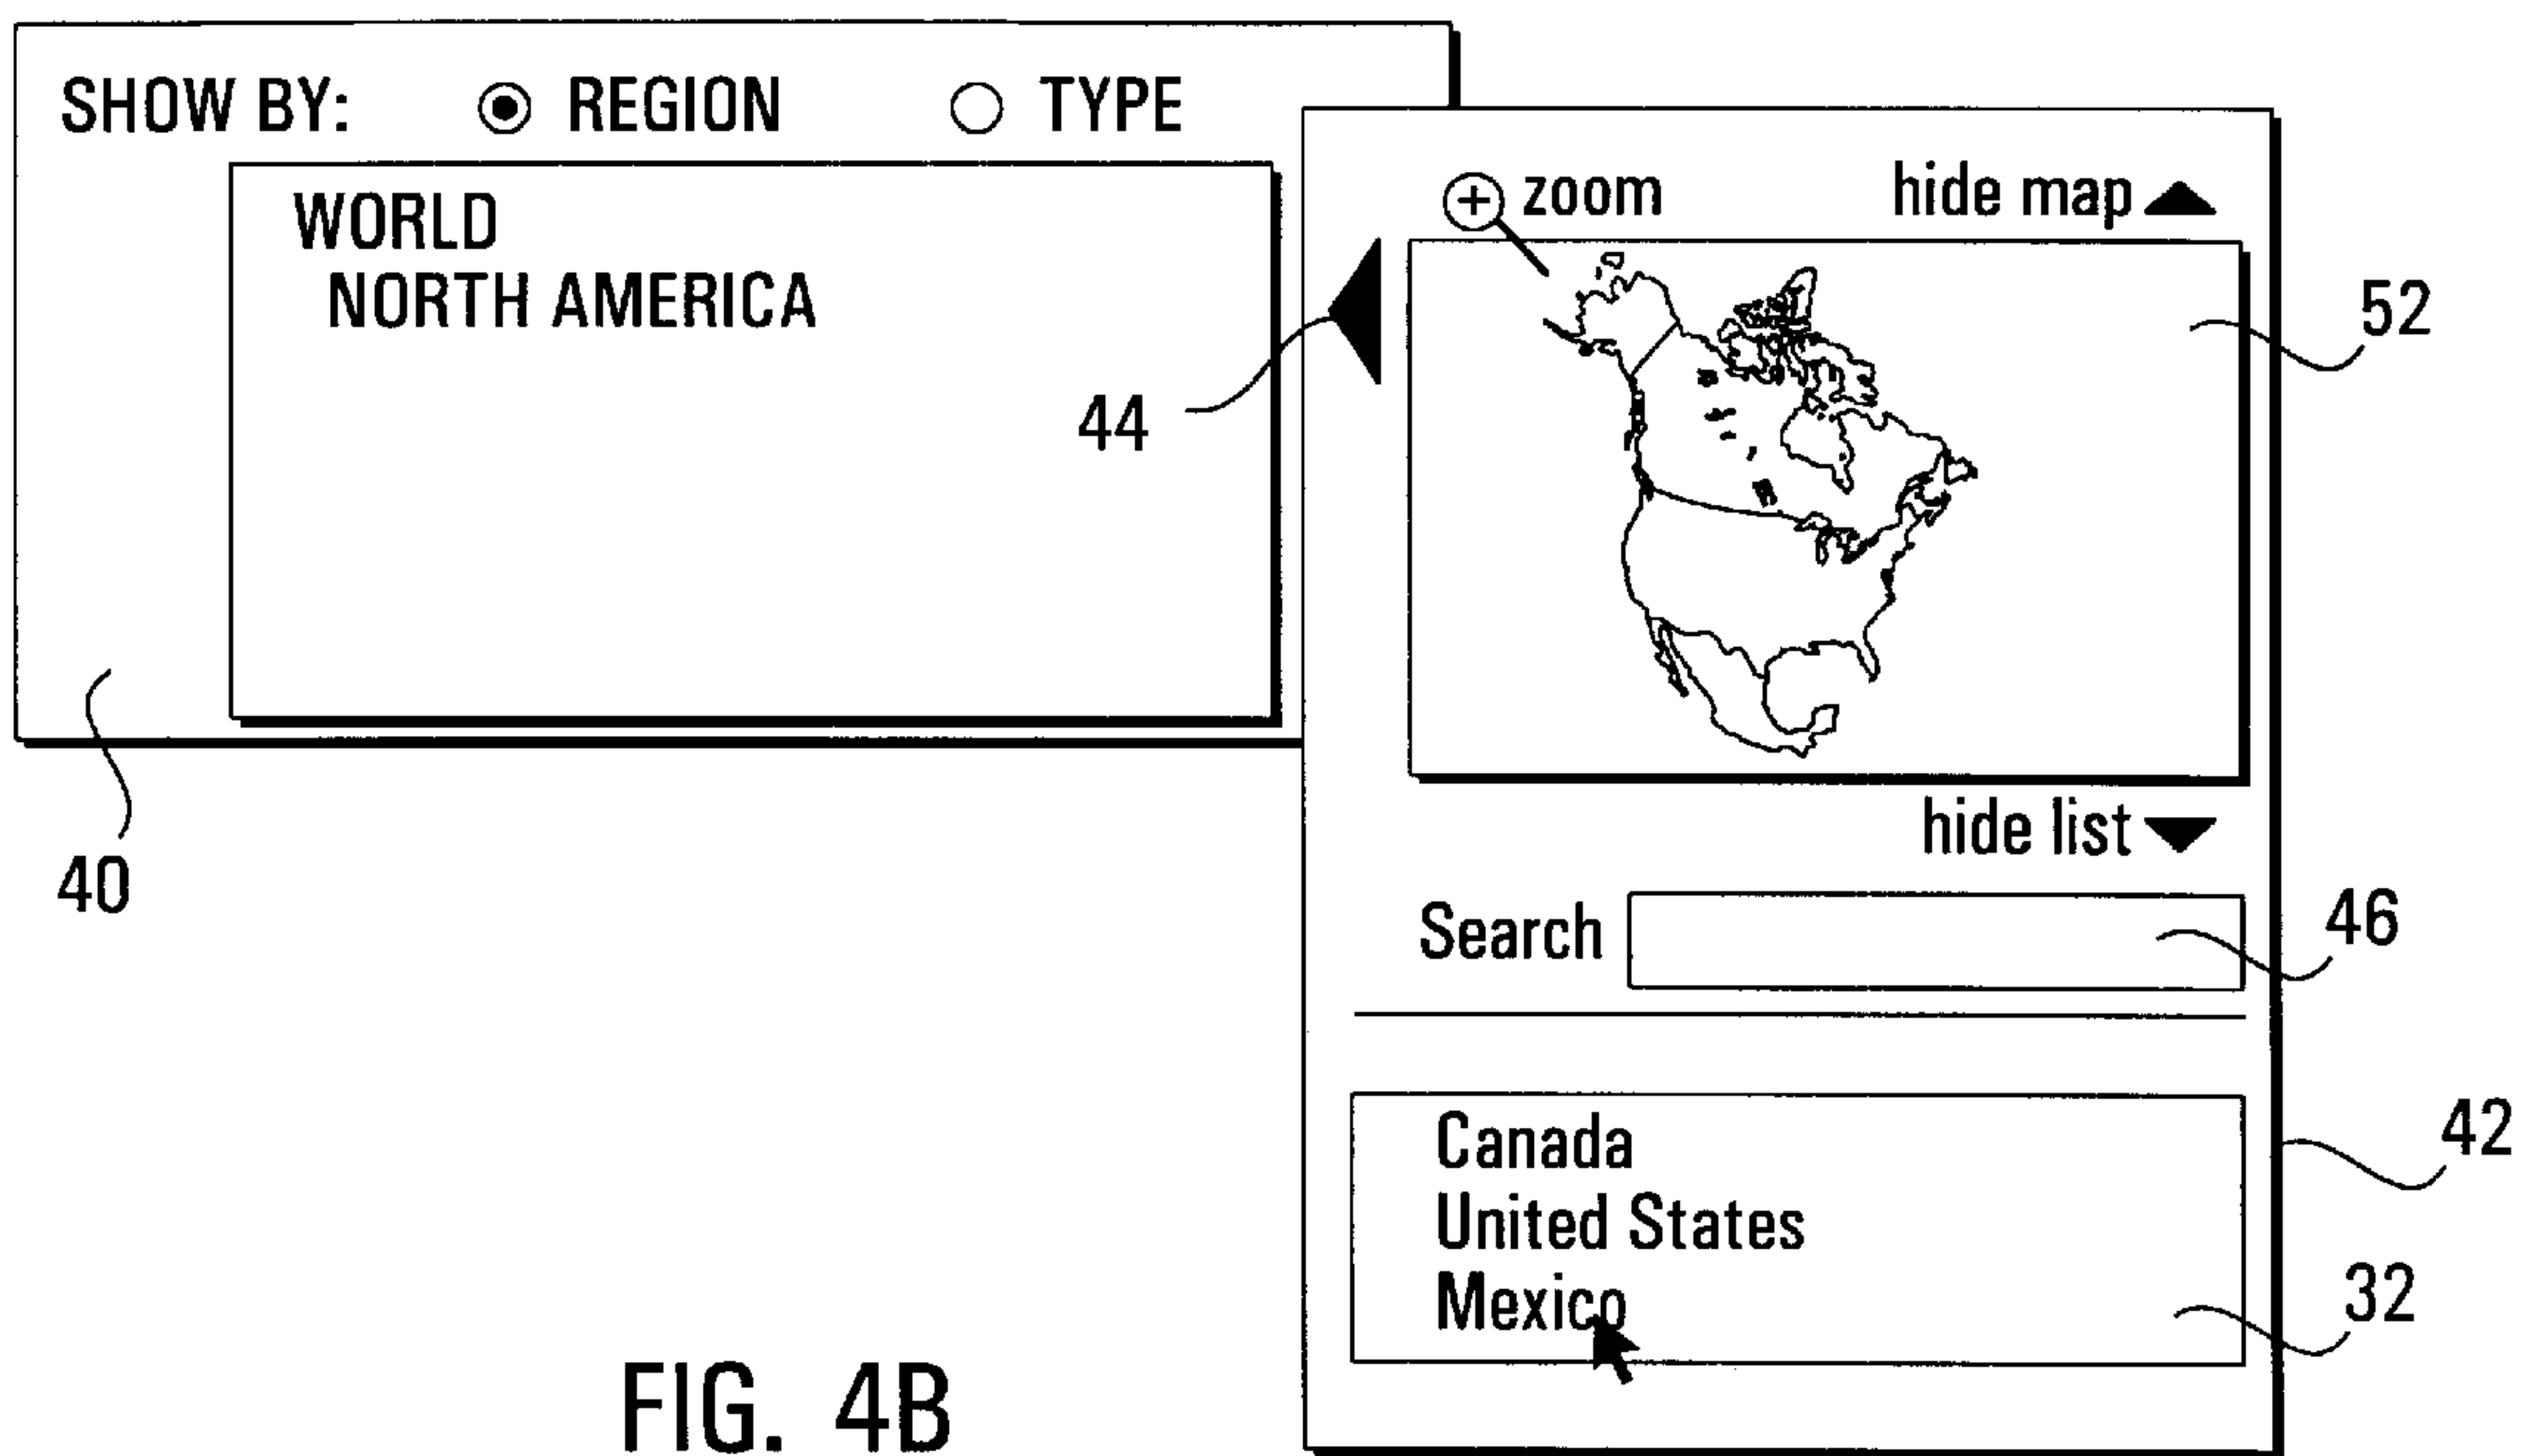 SHOW BY: REGION TYPE
WORLD
NORTH AMERICA
44
40
+ zoom hide map
52
hide list
Search
46
Canada
United States
Mexico
42
32
FIG. 4B